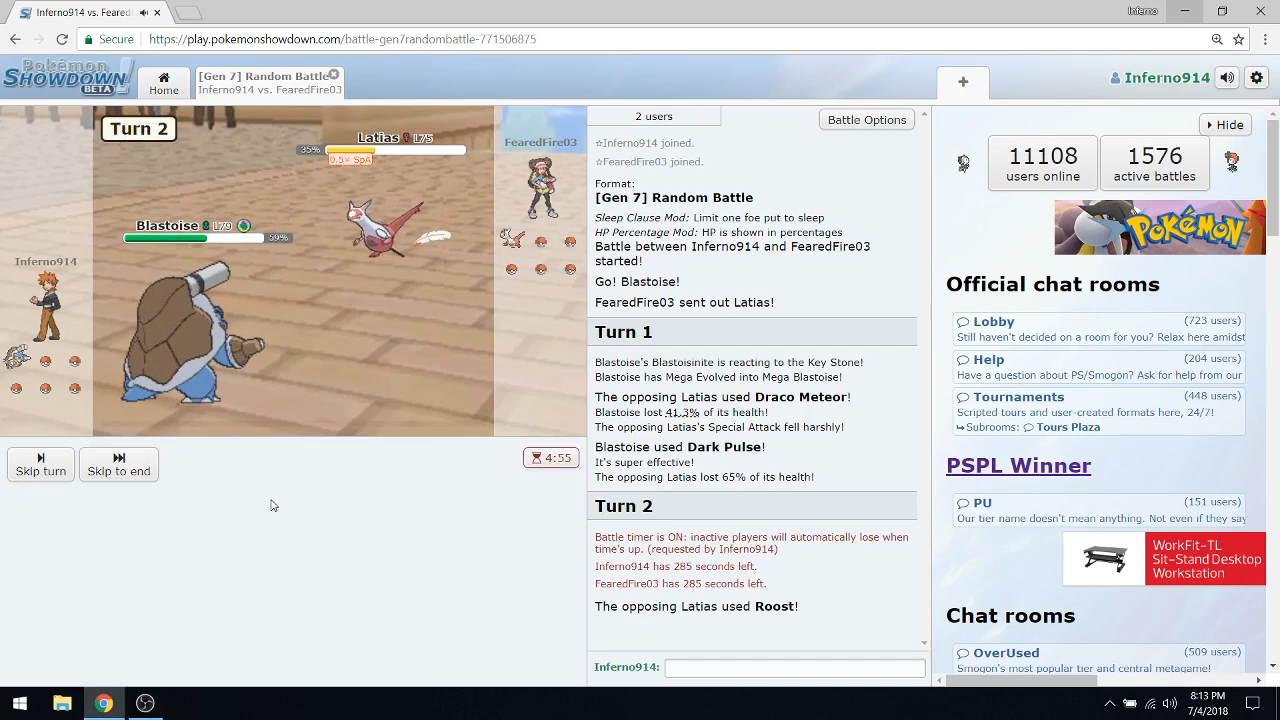 Inferno914 vs. Feared
Inferno
Secure
https://play.pokemonshowdown.com/battle-gen7randombattle-771506875
Pokémon
SHOWDOWN!
BETA
Home
[Gen 7] Random Battle
Inferno914 vs. FearedFire03
Inferno914
Turn 2
Latias L75
35%
0.5× SpA
Blastoise L79
59%
Inferno914
FearedFire03
Skip turn
Skip to end
4:55
2 users
Battle Options
☆Inferno914 joined.
☆FearedFire03 joined.
Format:
[Gen 7] Random Battle
Sleep Clause Mod: Limit one foe put to sleep
HP Percentage Mod: HP is shown in percentages
Battle between Inferno914 and FearedFire03
started!
Go! Blastoise!
FearedFire03 sent out Latias!
Turn 1
Blastoise's Blastoisinite is reacting to the Key Stone!
Blastoise has Mega Evolved into Mega Blastoise!
The opposing Latias used Draco Meteor!
Blastoise lost 41.3% of its health!
The opposing Latias's Special Attack fell harshly!
Blastoise used Dark Pulse!
It's super effective!
The opposing Latias lost 65% of its health!
Turn 2
Battle timer is ON: inactive players will automatically lose when
time's up. (requested by Inferno914)
Inferno914 has 285 seconds left.
FearedFire03 has 285 seconds left.
The opposing Latias used Roost!
Inferno914:
Hide
11108
users online
1576
active battles
Pokémon
Official chat rooms
Lobby
(723 users)
Still haven't decided on a room for you? Relax here amidst
Help
(204 users)
Have a question about PS/Smogon? Ask for help from our
Tournaments
(448 users)
Scripted tours and user-created formats here, 24/7!
Subrooms: Tours Plaza
PSPL Winner
PU
(151 users)
Our tier name doesn't mean anything. Not even if they say
WorkFit-TL
Sit-Stand Desktop
Workstation
Chat rooms
OverUsed
(509 users)
Smogon's most popular tier and central metagame!
8:13 PM
7/4/2018